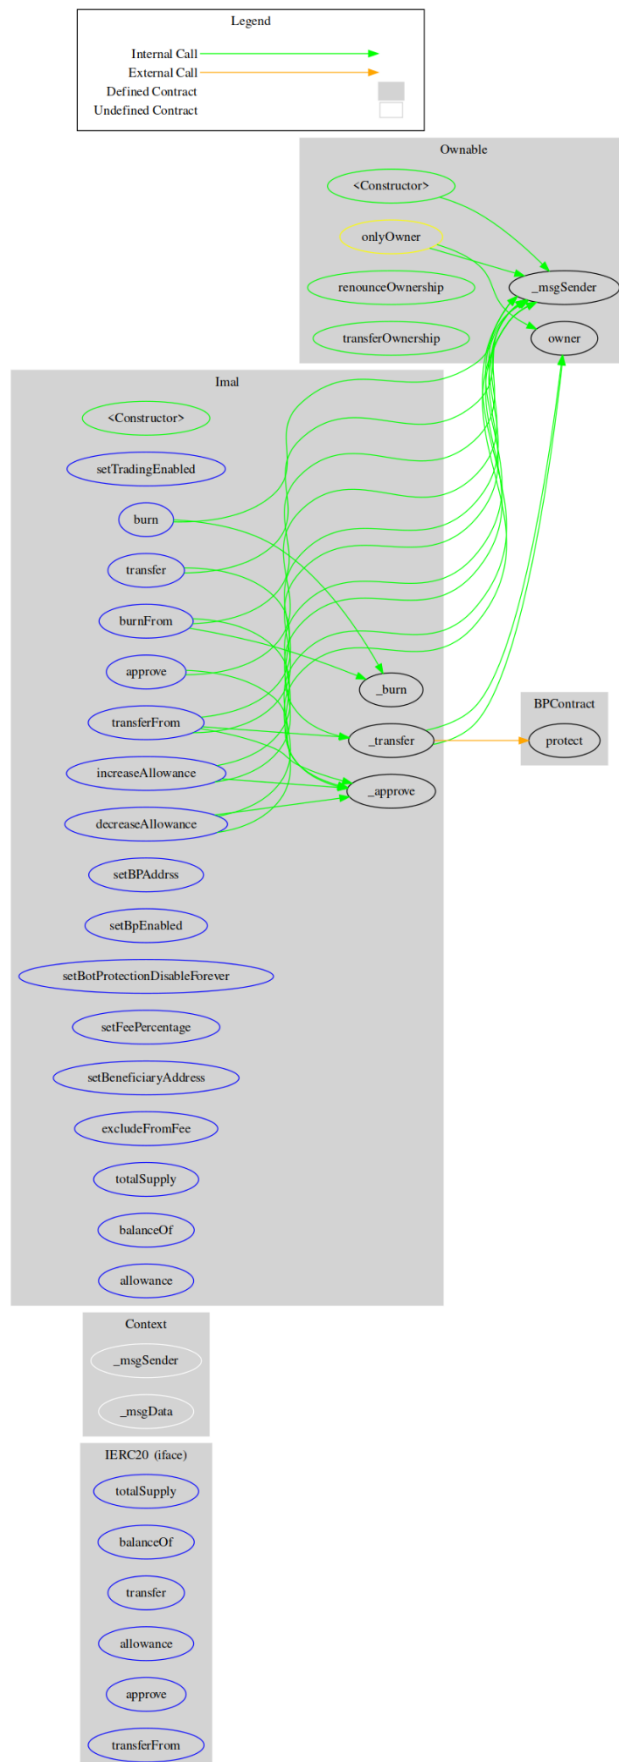 Legend
Internal Call
External Call
Defined Contract
Undefined Contract
Ownable
<Constructor>
onlyOwner
renounceOwnership
_msgSender
transferOwnership
owner
Imal
<Constructor>
setTradingEnabled
burn
transfer
burnFrom
approve
_burn
transferFrom
_transfer
BPContract
protect
increaseAllowance
_approve
decreaseAllowance
setBPAddrss
setBpEnabled
setBotProtectionDisableForever
setFeePercentage
setBeneficiaryAddress
excludeFromFee
totalSupply
balanceOf
allowance
Context
_msgSender
_msgData
IERC20 (iface)
totalSupply
balanceOf
transfer
allowance
approve
transferFrom